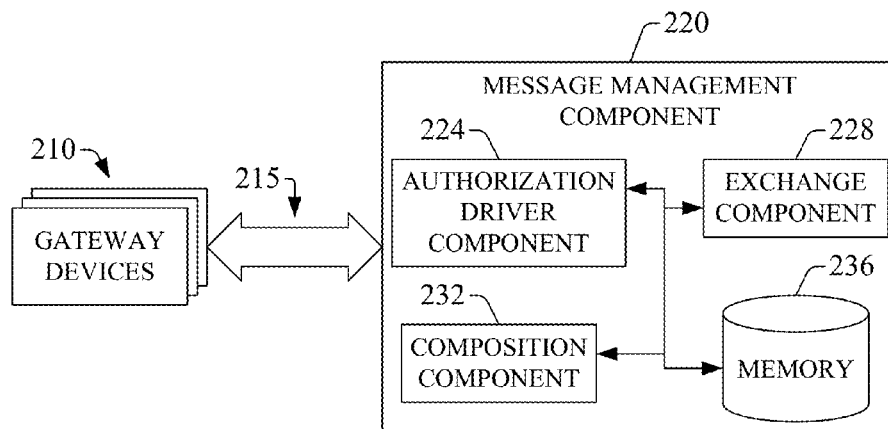 220
MESSAGE MANAGEMENT
COMPONENT
210
215
224
228
GATEWAY
DEVICES
AUTHORIZATION
DRIVER
COMPONENT
EXCHANGE
COMPONENT
232
236
COMPOSITION
COMPONENT
MEMORY